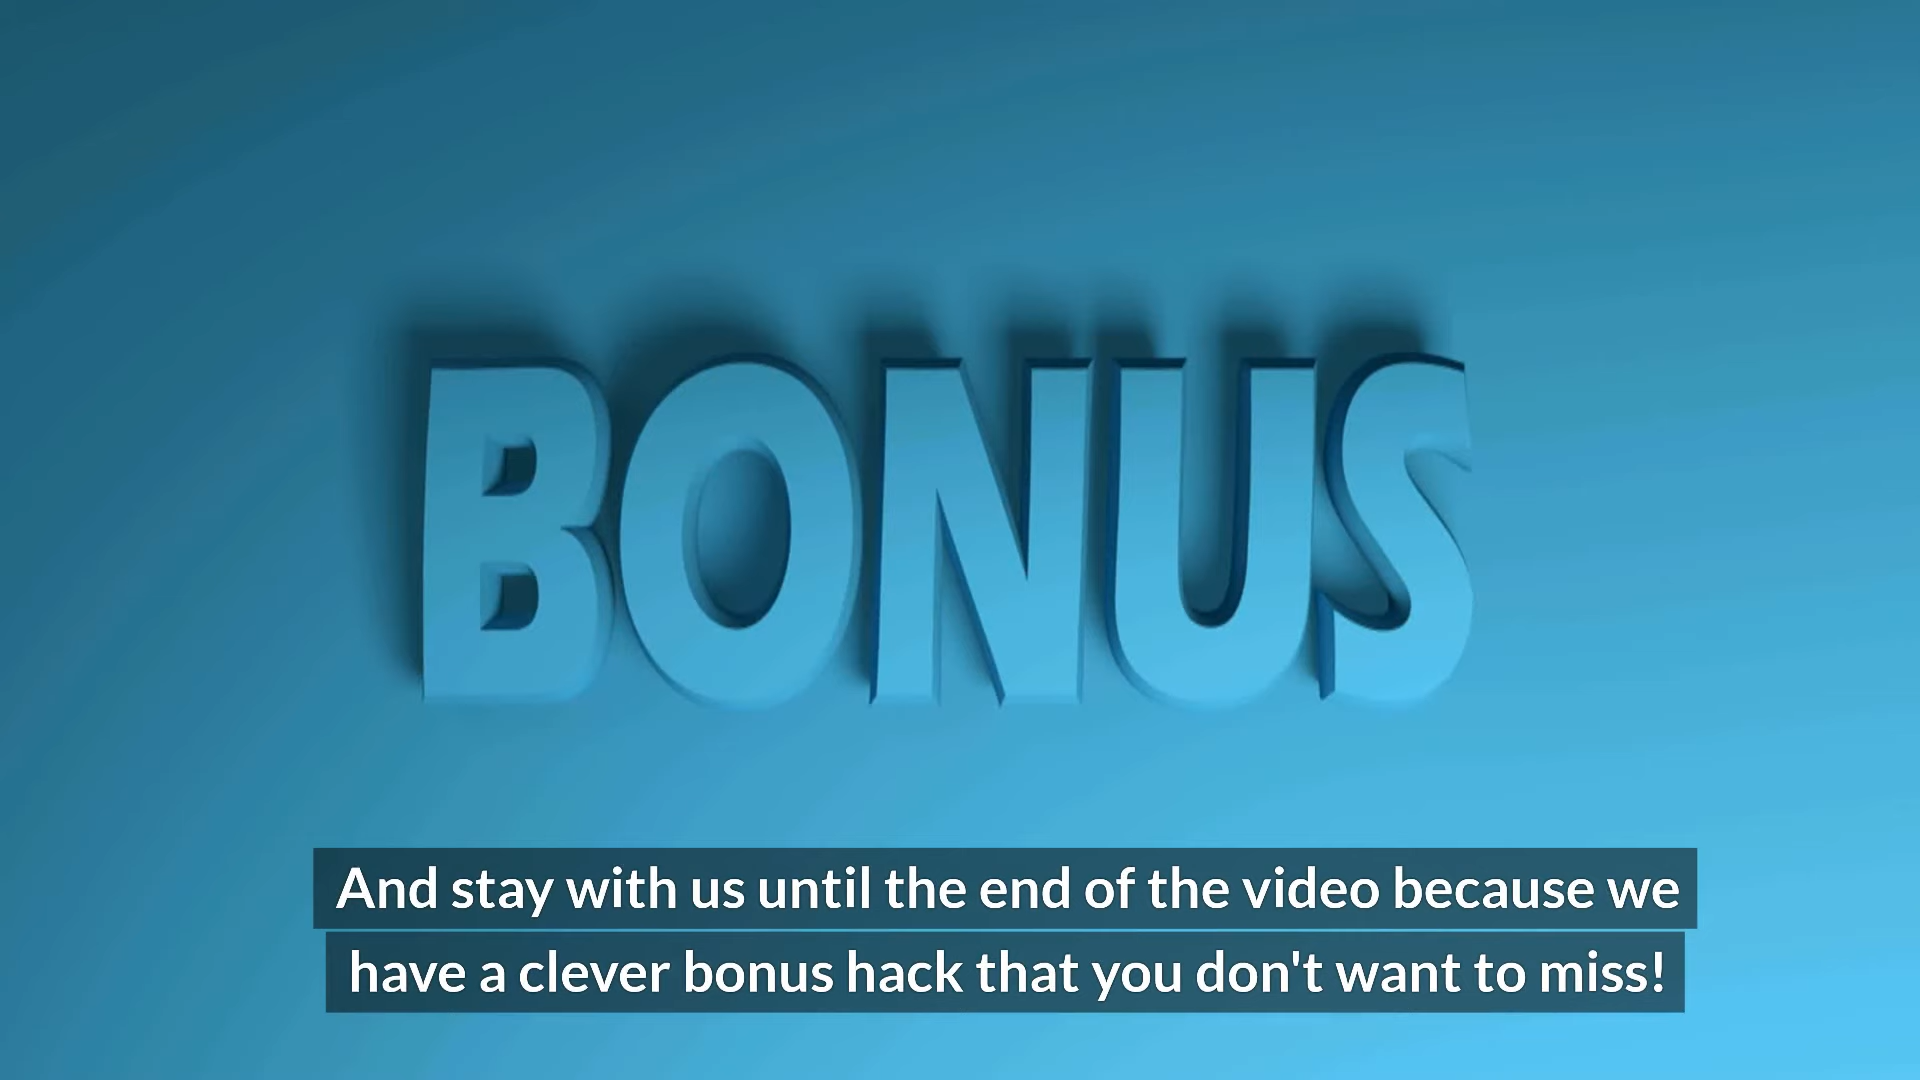 BONUS
And stay with us until the end of the video because we
have a clever bonus hack that you don't want to miss!